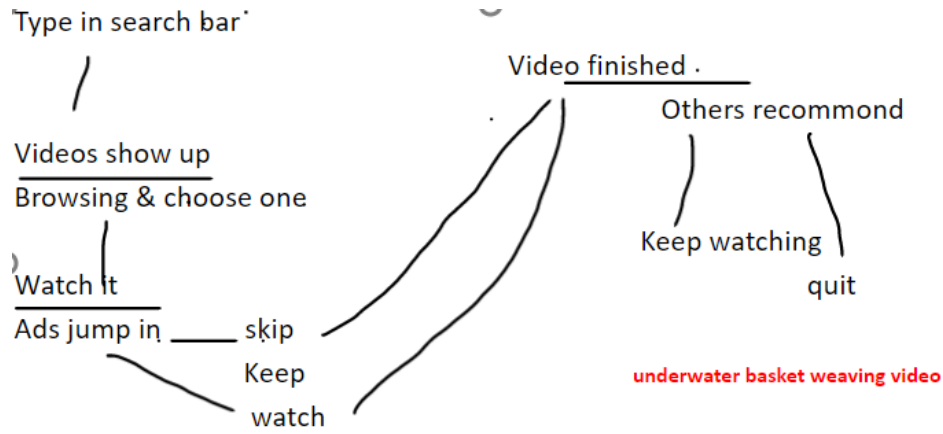 Type in search bar
Videos show up
Browsing & choose one
Watch it
Ads jump in
skip
Keep
watch
Video finished
Others recommond
Keep watching
quit
underwater basket weaving video